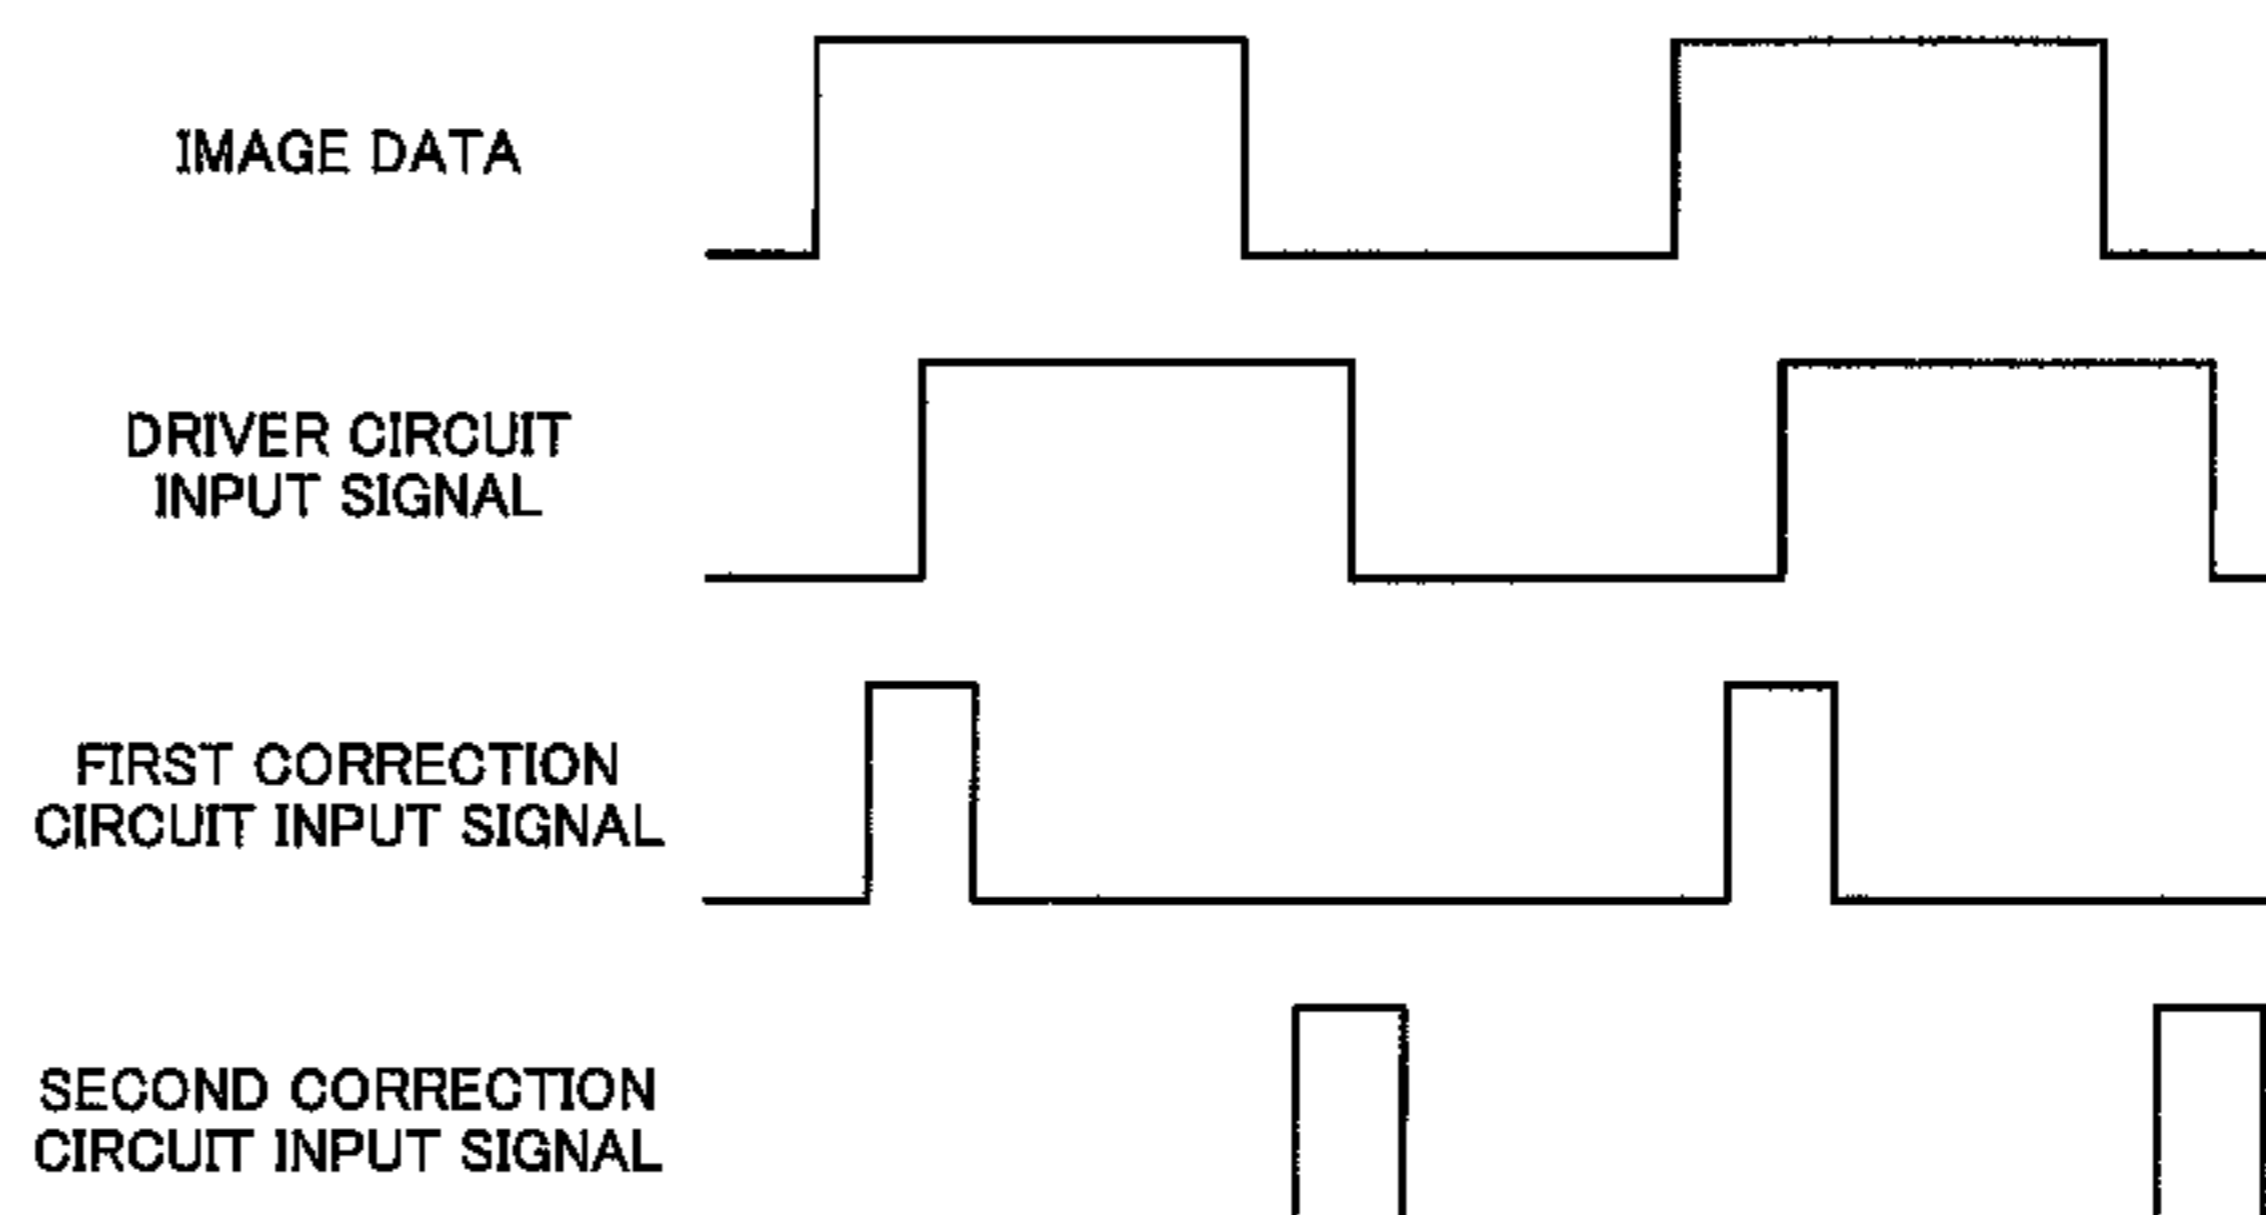 IMAGE DATA
DRIVER CIRCUIT
INPUT SIGNAL
FIRST CORRECTION
CIRCUIT INPUT SIGNAL
SECOND CORRECTION
CIRCUIT INPUT SIGNAL